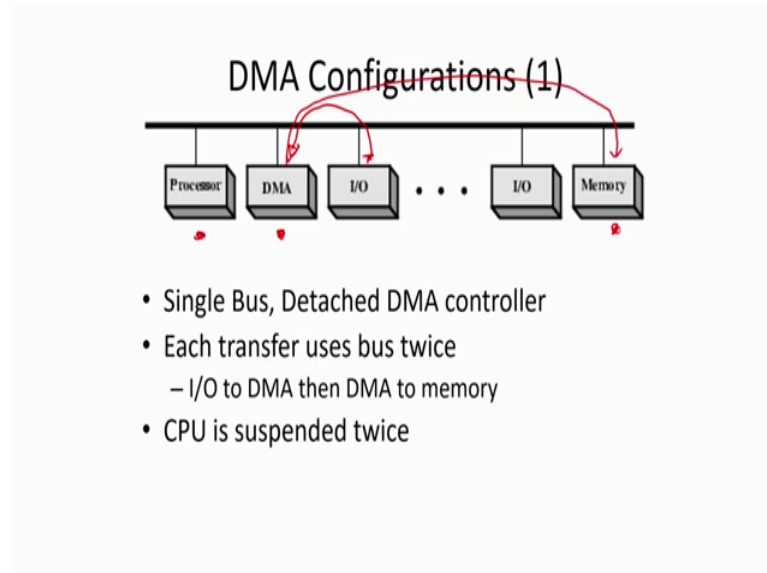 DMA Configurations (1)
Processor DMA I/O • • • I/O Memory
• Single Bus, Detached DMA controller
• Each transfer uses bus twice
– I/O to DMA then DMA to memory
• CPU is suspended twice